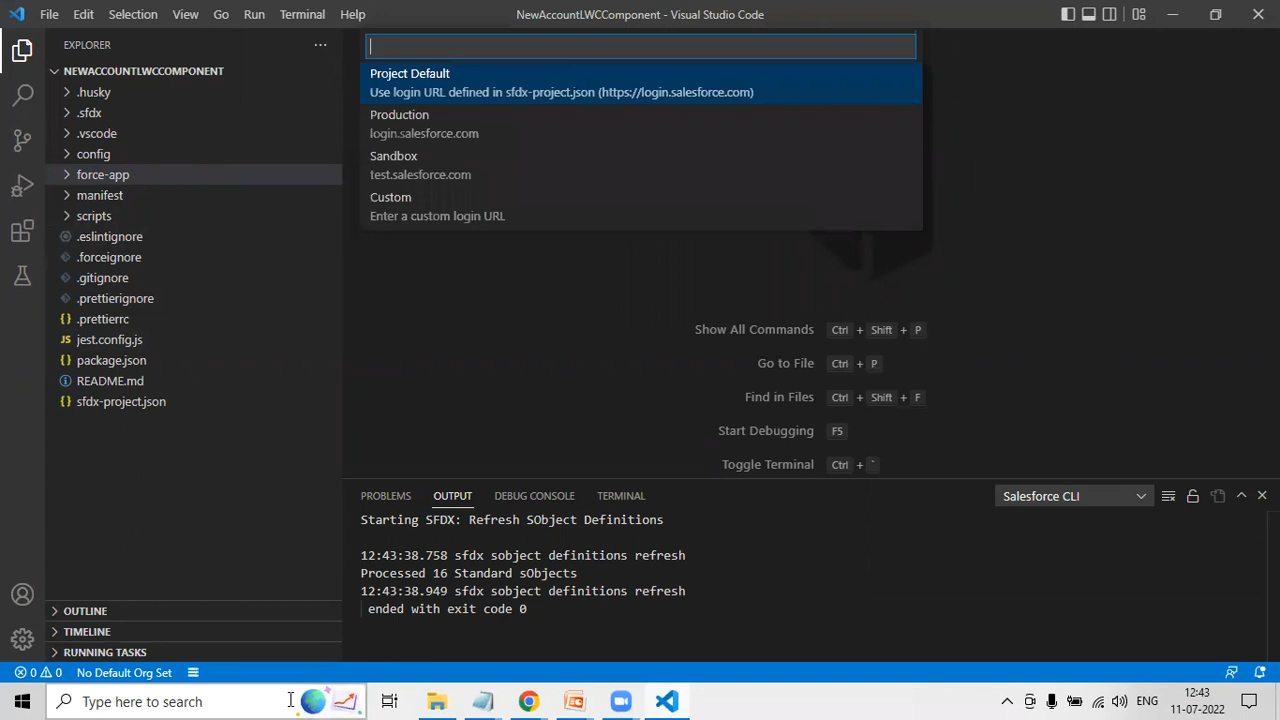 File Edit Selection View Go Run Terminal Help
NewAccountLWCComponent - Visual Studio Code
EXPLORER
NEWACCOUNTLWCCOMPONENT
.husky
.sfdx
.vscode
config
force-app
manifest
scripts
.eslintignore
.forceignore
.gitignore
.prettierignore
{} .prettierrc
jest.config.js
package.json
README.md
{} sfdx-project.json
OUTLINE
TIMELINE
RUNNING TASKS
Project Default
Use login URL defined in sfdx-project.json (https://login.salesforce.com)
Production
login.salesforce.com
Sandbox
test.salesforce.com
Custom
Enter a custom login URL
Show All Commands Ctrl + Shift + P
Go to File Ctrl + P
Find in Files Ctrl + Shift + F
Start Debugging F5
Toggle Terminal Ctrl + `
PROBLEMS OUTPUT DEBUG CONSOLE TERMINAL
Salesforce CLI
Starting SFDX: Refresh SObject Definitions
12:43:38.758 sfdx sobject definitions refresh
Processed 16 Standard sObjects
12:43:38.949 sfdx sobject definitions refresh
ended with exit code 0
0 0 No Default Org Set
Type here to search
ENG
12:43
11-07-2022